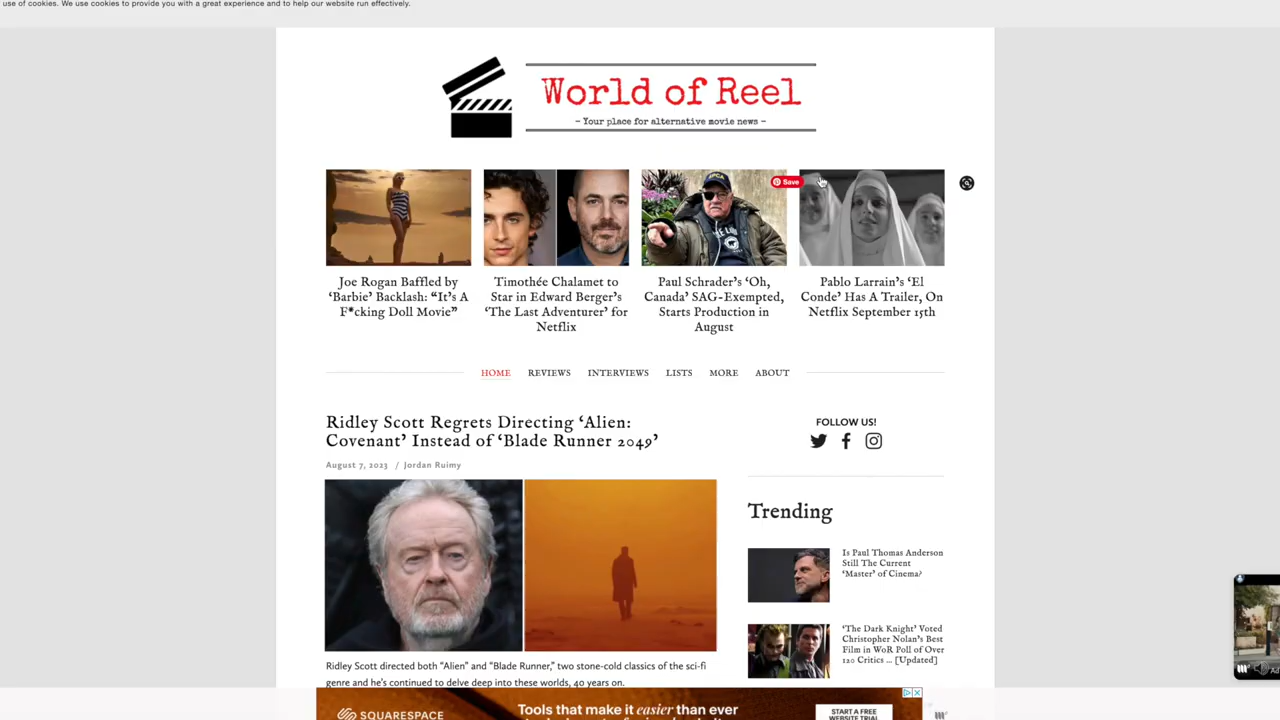 use of cookies. We use cookies to provide you with a great experience and to help our website run effectively.
World of Reel
~ Your place for alternative movie news ~
Save
Joe Rogan Baffled by
‘Barbie’ Backlash: “It’s A
F*cking Doll Movie”
Timothée Chalamet to
Star in Edward Berger’s
‘The Last Adventurer’ for
Netflix
Paul Schrader’s ‘Oh,
Canada’ SAG-Exempted,
Starts Production in
August
Pablo Larrain’s ‘El
Conde’ Has A Trailer, On
Netflix September 15th
HOME REVIEWS INTERVIEWS LISTS MORE ABOUT
Ridley Scott Regrets Directing ‘Alien:
Covenant’ Instead of ‘Blade Runner 2049’
August 7, 2023 / Jordan Ruimy
Ridley Scott directed both “Alien” and “Blade Runner,” two stone-cold classics of the sci-fi
genre and he’s continued to delve deep into these worlds, 40 years on.
FOLLOW US!
Trending
Is Paul Thomas Anderson
Still The Current
‘Master’ of Cinema?
‘The Dark Knight’ Voted
Christopher Nolan’s Best
Film in WoR Poll of Over
120 Critics ... [Updated]
SQUARESPACE
Tools that make it easier than ever
START A FREE
WEBSITE TRIAL